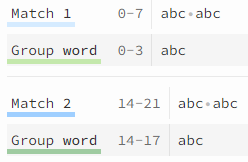 Match 1 0-7 abc•abc
Group word 0-3 abc
Match 2 14-21 abc•abc
Group word 14-17 abc